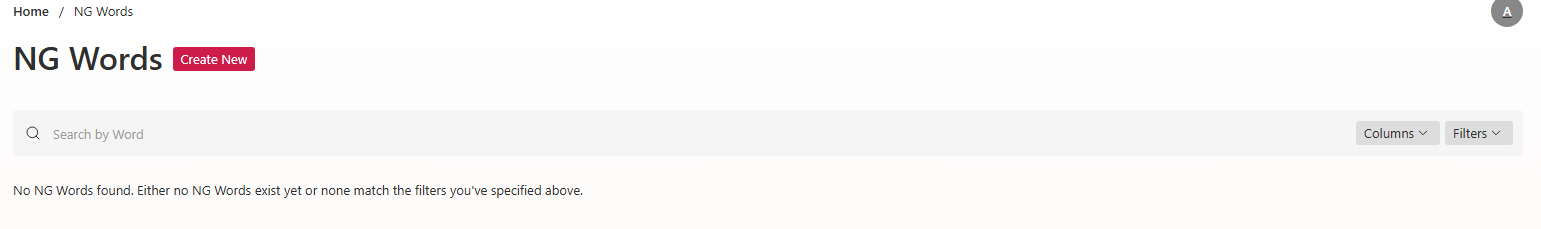 Home / NG Words
A
NG Words Create New
Search by Word Columns Filters
No NG Words found. Either no NG Words exist yet or none match the filters you've specified above.